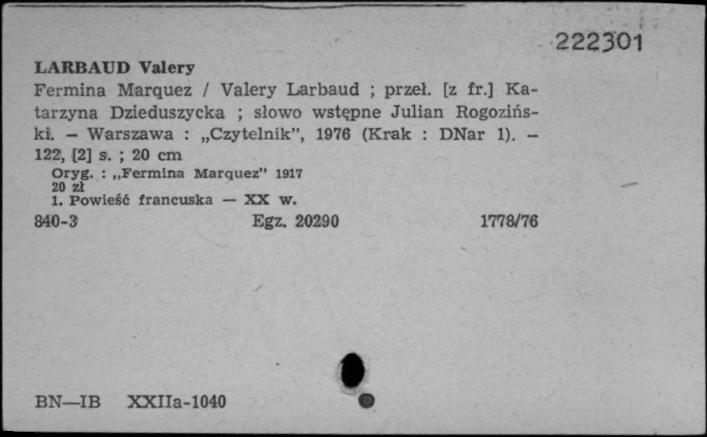 222301
LARBAUD Valery
Fermina Marquez / Valery Larbaud ; przeł. [z fr.] Ka-
tarzyna Dzieduszycka ; słowo wstępne Julian Rogozińs-
ki. – Warszawa : „Czytelnik”, 1976 (Krak : DNar 1). –
122, [2] s. ; 20 cm
Oryg. : „Fermina Marquez” 1917
20 zł
1. Powieść francuska — XX w.
840-3 Egz. 20290 1778/76
BN—IB XXIIa-1040